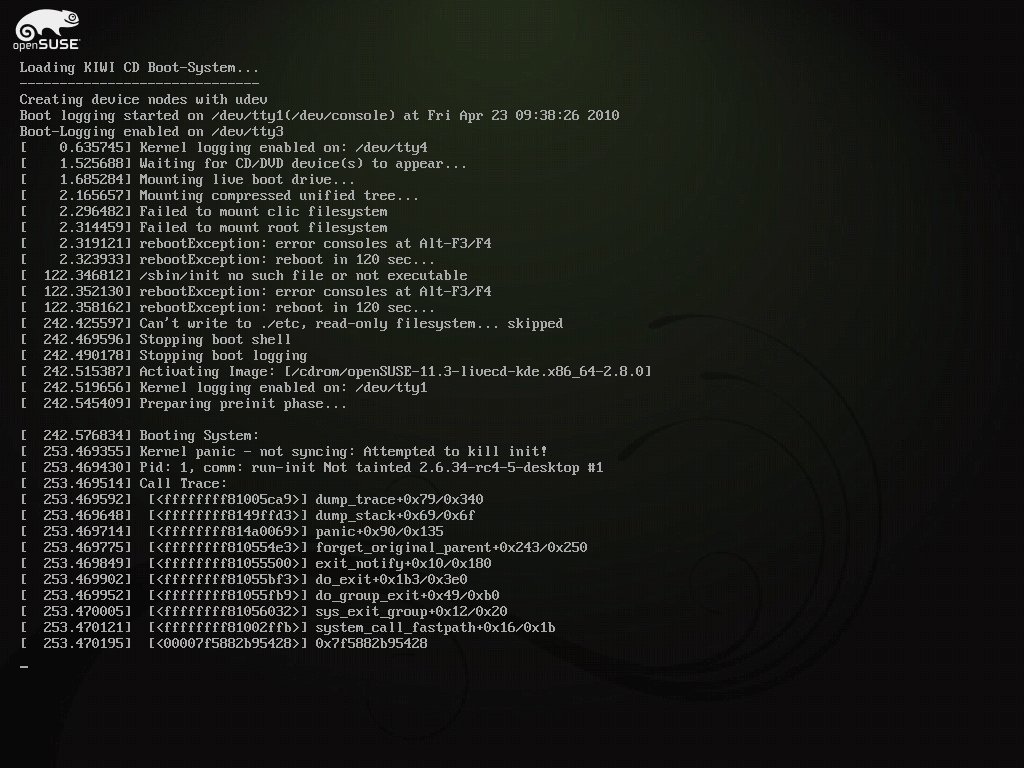 openSUSE
Loading KIWI CD Boot-System...
------------------------------
Creating device nodes with udev
Boot logging started on /dev/tty1(/dev/console) at Fri Apr 23 09:38:26 2010
Boot-Logging enabled on /dev/tty3
[    0.635745] Kernel logging enabled on: /dev/tty4
[    1.525688] Waiting for CD/DVD device(s) to appear...
[    1.685284] Mounting live boot drive...
[    2.165657] Mounting compressed unified tree...
[    2.296482] Failed to mount clic filesystem
[    2.314459] Failed to mount root filesystem
[    2.319121] rebootException: error consoles at Alt-F3/F4
[    2.323933] rebootException: reboot in 120 sec...
[  122.346812] /sbin/init no such file or not executable
[  122.352130] rebootException: error consoles at Alt-F3/F4
[  122.358162] rebootException: reboot in 120 sec...
[  242.425597] Can't write to ./etc, read-only filesystem... skipped
[  242.469596] Stopping boot shell
[  242.490178] Stopping boot logging
[  242.515387] Activating Image: [/cdrom/openSUSE-11.3-livecd-kde.x86_64-2.8.0]
[  242.519656] Kernel logging enabled on: /dev/tty1
[  242.545409] Preparing preinit phase...
[  242.576834] Booting System:
[  253.469355] Kernel panic - not syncing: Attempted to kill init!
[  253.469430] Pid: 1, comm: run-init Not tainted 2.6.34-rc4-5-desktop #1
[  253.469514] Call Trace:
[  253.469592]  [<ffffffff81005ca9>] dump_trace+0x79/0x340
[  253.469648]  [<ffffffff8149ffd3>] dump_stack+0x69/0x6f
[  253.469714]  [<ffffffff814a0069>] panic+0x90/0x135
[  253.469775]  [<ffffffff810554e3>] forget_original_parent+0x243/0x250
[  253.469849]  [<ffffffff81055500>] exit_notify+0x10/0x180
[  253.469902]  [<ffffffff81055bf3>] do_exit+0x1b3/0x3e0
[  253.469952]  [<ffffffff81055fb9>] do_group_exit+0x49/0xb0
[  253.470005]  [<ffffffff81056032>] sys_exit_group+0x12/0x20
[  253.470121]  [<ffffffff81002ffb>] system_call_fastpath+0x16/0x1b
[  253.470195]  [<00007f5882b95428>] 0x7f5882b95428
_